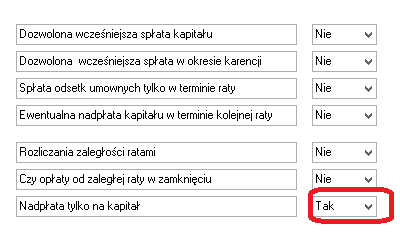 Dozwolona wcześniejsza spłata kapitału Nie
Dozwolona wcześniejsza spłata w okresie karencji Nie
Spłata odsetk umownych tylko w terminie raty Nie
Ewentualna nadpłata kapitału w terminie kolejnej raty Nie
Rozliczania zaległości ratami Nie
Czy opłaty od zaległej raty w zamknięciu Nie
Nadpłata tylko na kapitał Tak